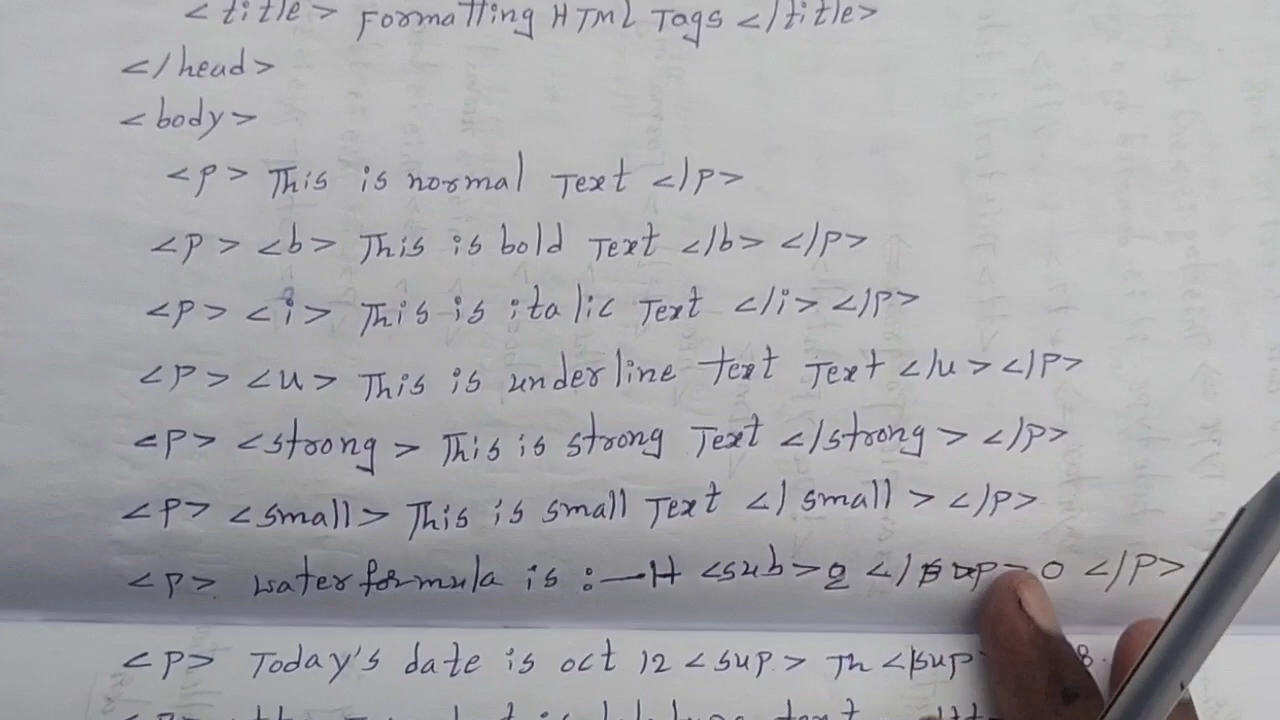 <title> Formatting HTML Tags </title>
</head>
<body>
<p> This is normal Text </p>
<p> <b> This is bold Text </b> </p>
<p> <i> This is italic Text </i> </p>
<p> <u> This is underline text Text </u> </p>
<p> <strong> This is strong Text </strong> </p>
<p> <small> This is small Text </small> </p>
<p> water formula is :— H <sub> 2 </sup> O </p>
<p> Today's date is oct 12 <sup> Th </sup 8